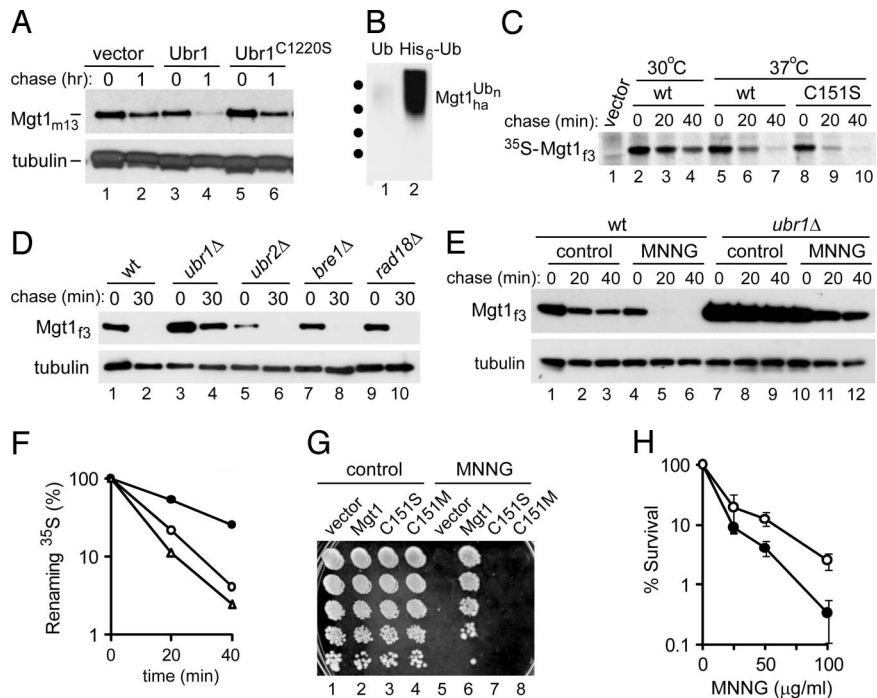 A
vector Ubr1 Ubr1C1220S
chase (hr): 0 1 0 1 0 1
Mgt1m13
tubulin
1 2 3 4 5 6
B
Ub His6-Ub
Mgt1haUbn
1 2
C
30oC 37oC
vector wt wt C151S
chase (min): 0 20 40 0 20 40 0 20 40
35S-Mgt1f3
1 2 3 4 5 6 7 8 9 10
D
wt ubr1Δ ubr2Δ bre1Δ rad18Δ
chase (min): 0 30 0 30 0 30 0 30 0 30
Mgt1f3
tubulin
1 2 3 4 5 6 7 8 9 10
E
wt ubr1Δ
control MNNG control MNNG
chase (min): 0 20 40 0 20 40 0 20 40 0 20 40
Mgt1f3
tubulin
1 2 3 4 5 6 7 8 9 10 11 12
F
Renaming 35S (%)
100
10
1
0 20 40
time (min)
G
control MNNG
vector Mgt1 C151S C151M vector Mgt1 C151S C151M
1 2 3 4 5 6 7 8
H
% Survival
100
10
1
0.1
0 50 100
MNNG (μg/ml)